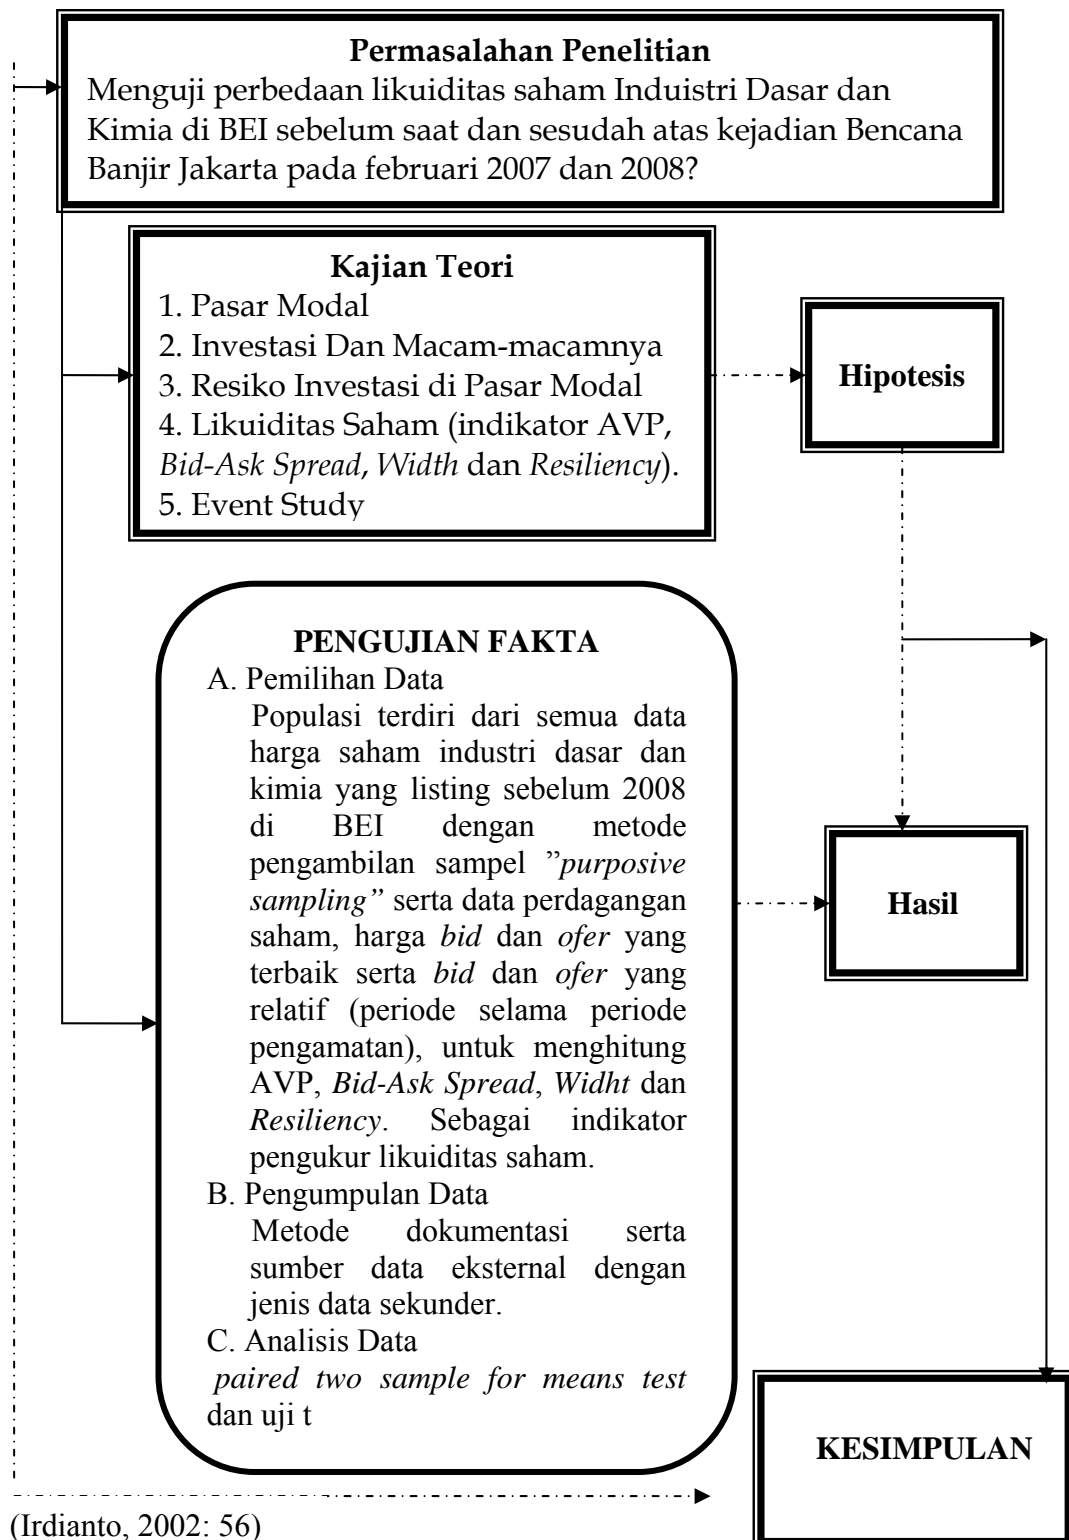 Permasalahan Penelitian
Menguji perbedaan likuiditas saham Induistri Dasar dan
Kimia di BEI sebelum saat dan sesudah atas kejadian Bencana
Banjir Jakarta pada februari 2007 dan 2008?
Kajian Teori
1. Pasar Modal
2. Investasi Dan Macam-macamnya
3. Resiko Investasi di Pasar Modal
4. Likuiditas Saham (indikator AVP,
Bid-Ask Spread, Width dan Resiliency).
5. Event Study
Hipotesis
PENGUJIAN FAKTA
A. Pemilihan Data
Populasi terdiri dari semua data
harga saham industri dasar dan
kimia yang listing sebelum 2008
di BEI dengan metode
pengambilan sampel ”purposive
sampling” serta data perdagangan
saham, harga bid dan ofer yang
terbaik serta bid dan ofer yang
relatif (periode selama periode
pengamatan), untuk menghitung
AVP, Bid-Ask Spread, Widht dan
Resiliency. Sebagai indikator
pengukur likuiditas saham.
B. Pengumpulan Data
Metode dokumentasi serta
sumber data eksternal dengan
jenis data sekunder.
C. Analisis Data
paired two sample for means test
dan uji t
Hasil
KESIMPULAN
(Irdianto, 2002: 56)